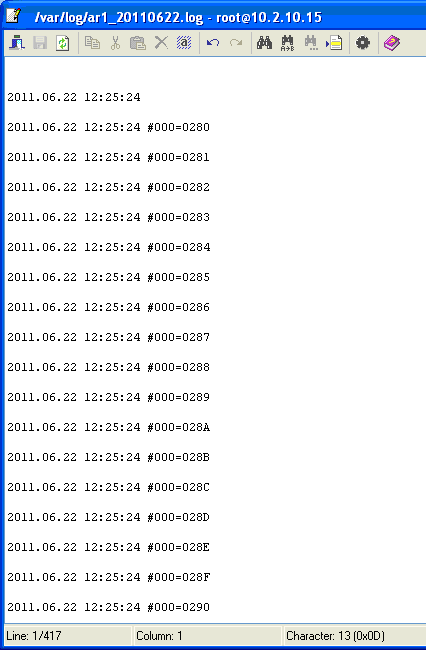 /var/log/ar1_20110622.log - root@10.2.10.15
2011.06.22 12:25:24
2011.06.22 12:25:24 #000=0280
2011.06.22 12:25:24 #000=0281
2011.06.22 12:25:24 #000=0282
2011.06.22 12:25:24 #000=0283
2011.06.22 12:25:24 #000=0284
2011.06.22 12:25:24 #000=0285
2011.06.22 12:25:24 #000=0286
2011.06.22 12:25:24 #000=0287
2011.06.22 12:25:24 #000=0288
2011.06.22 12:25:24 #000=0289
2011.06.22 12:25:24 #000=028A
2011.06.22 12:25:24 #000=028B
2011.06.22 12:25:24 #000=028C
2011.06.22 12:25:24 #000=028D
2011.06.22 12:25:24 #000=028E
2011.06.22 12:25:24 #000=028F
2011.06.22 12:25:24 #000=0290
Line: 1/417 Column: 1 Character: 13 (0x0D)